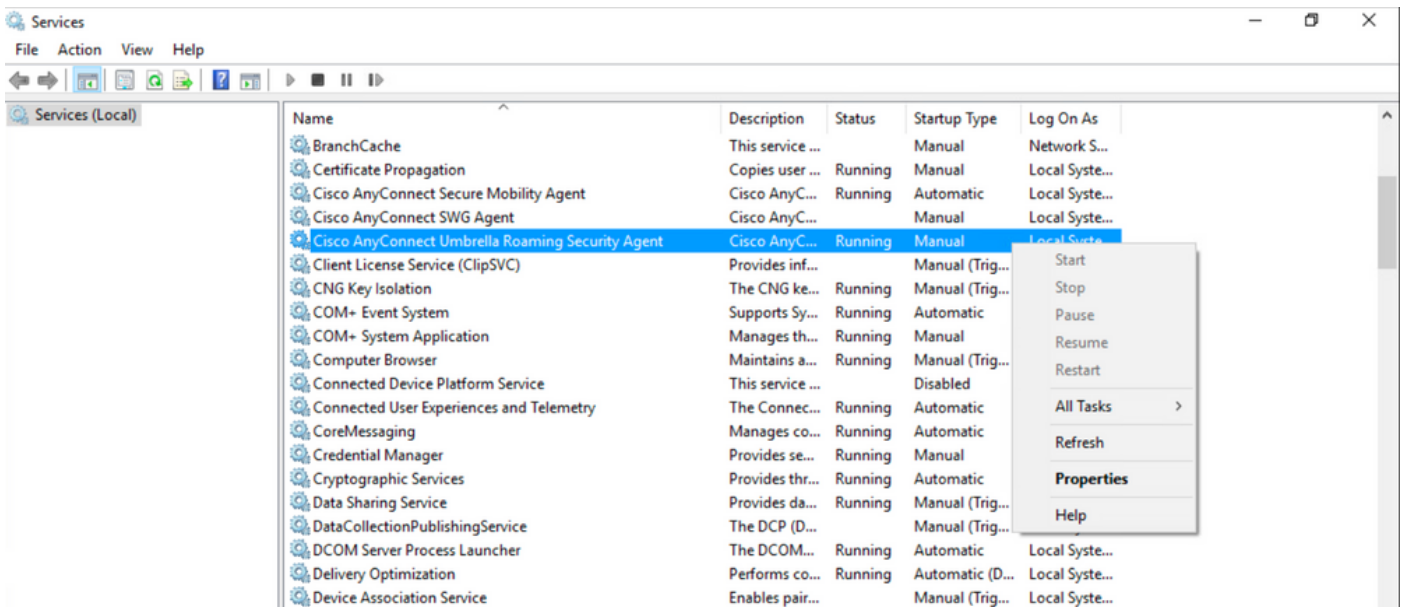 Services
File Action View Help
Services (Local)
Name Description Status Startup Type Log On As
BranchCache This service ... Manual Network S...
Certificate Propagation Copies user ... Running Manual Local Syste...
Cisco AnyConnect Secure Mobility Agent Cisco AnyC... Running Automatic Local Syste...
Cisco AnyConnect SWG Agent Cisco AnyC... Manual Local Syste...
Cisco AnyConnect Umbrella Roaming Security Agent Cisco AnyC... Running Manual Local Syste...
Client License Service (ClipSVC) Provides inf... Manual (Trig...
CNG Key Isolation The CNG ke... Running Manual (Trig...
COM+ Event System Supports Sy... Running Automatic
COM+ System Application Manages th... Running Manual
Computer Browser Maintains a... Running Manual (Trig...
Connected Device Platform Service This service ... Disabled
Connected User Experiences and Telemetry The Connec... Running Automatic
CoreMessaging Manages co... Running Automatic
Credential Manager Provides se... Running Manual
Cryptographic Services Provides thr... Running Automatic
Data Sharing Service Provides da... Running Manual (Trig...
DataCollectionPublishingService The DCP (D... Manual (Trig...
DCOM Server Process Launcher The DCOM... Running Automatic Local Syste...
Delivery Optimization Performs co... Running Automatic (D... Local Syste...
Device Association Service Enables pair... Manual (Trig... Local Syste...
Start
Stop
Pause
Resume
Restart
All Tasks
Refresh
Properties
Help